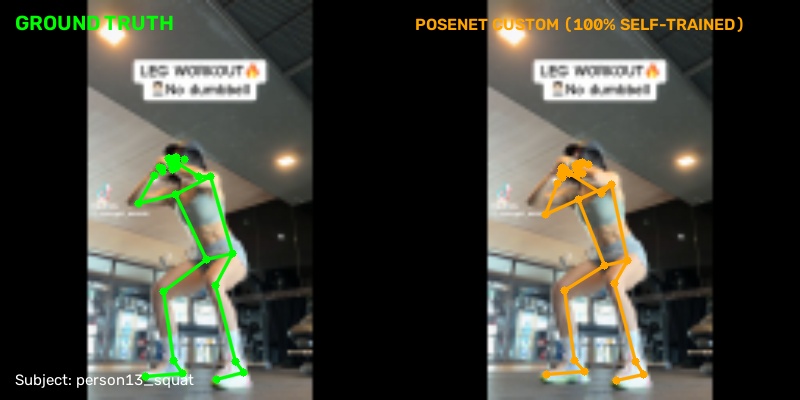 GROUND TRUTH
POSENET CUSTOM (100% SELF-TRAINED)
LEG WORKOUT🔥
No dumbbell
LEG WORKOUT🔥
No dumbbell
Subject: person13_squat